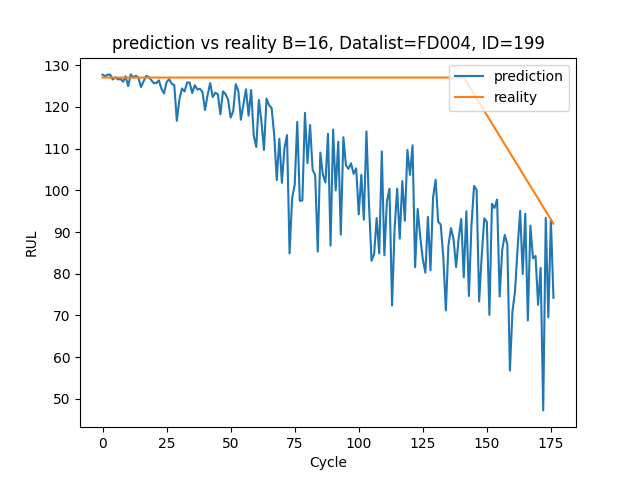 prediction vs reality B=16, Datalist=FD004, ID=199
prediction
reality
RUL
130
120
110
100
90
80
70
60
50
0 25 50 75 100 125 150 175
Cycle